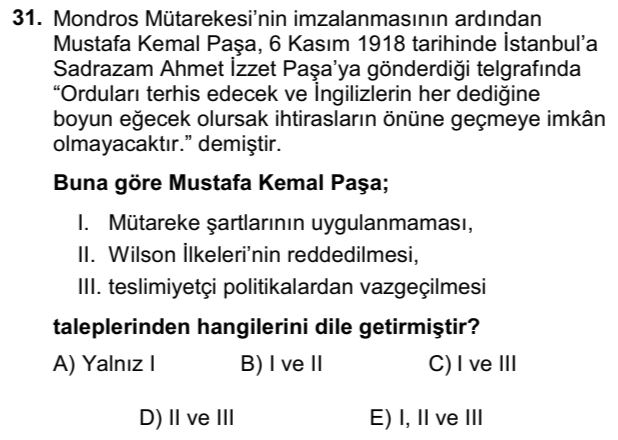 31. Mondros Mütarekesi’nin imzalanmasının ardından
Mustafa Kemal Paşa, 6 Kasım 1918 tarihinde İstanbul’a
Sadrazam Ahmet İzzet Paşa’ya gönderdiği telgrafında
“Orduları terhis edecek ve İngilizlerin her dediğine
boyun eğecek olursak ihtirasların önüne geçmeye imkân
olmayacaktır.” demiştir.
Buna göre Mustafa Kemal Paşa;
I. Mütareke şartlarının uygulanmaması,
II. Wilson İlkeleri’nin reddedilmesi,
III. teslimiyetçi politikalardan vazgeçilmesi
taleplerinden hangilerini dile getirmiştir?
A) Yalnız I B) I ve II C) I ve III
D) II ve III E) I, II ve III